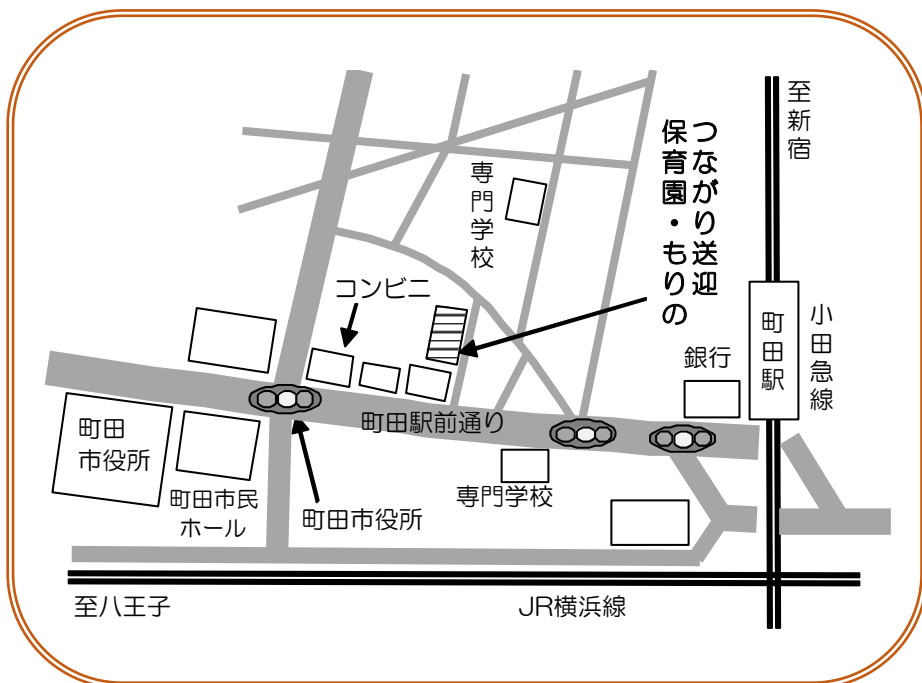 至新宿
つながり送迎
保育園・もりの
専門学校
コンビニ
小田急線
町田駅
銀行
町田駅前通り
町田
市役所
町田市民
ホール
町田市役所
専門学校
至八王子
JR横浜線